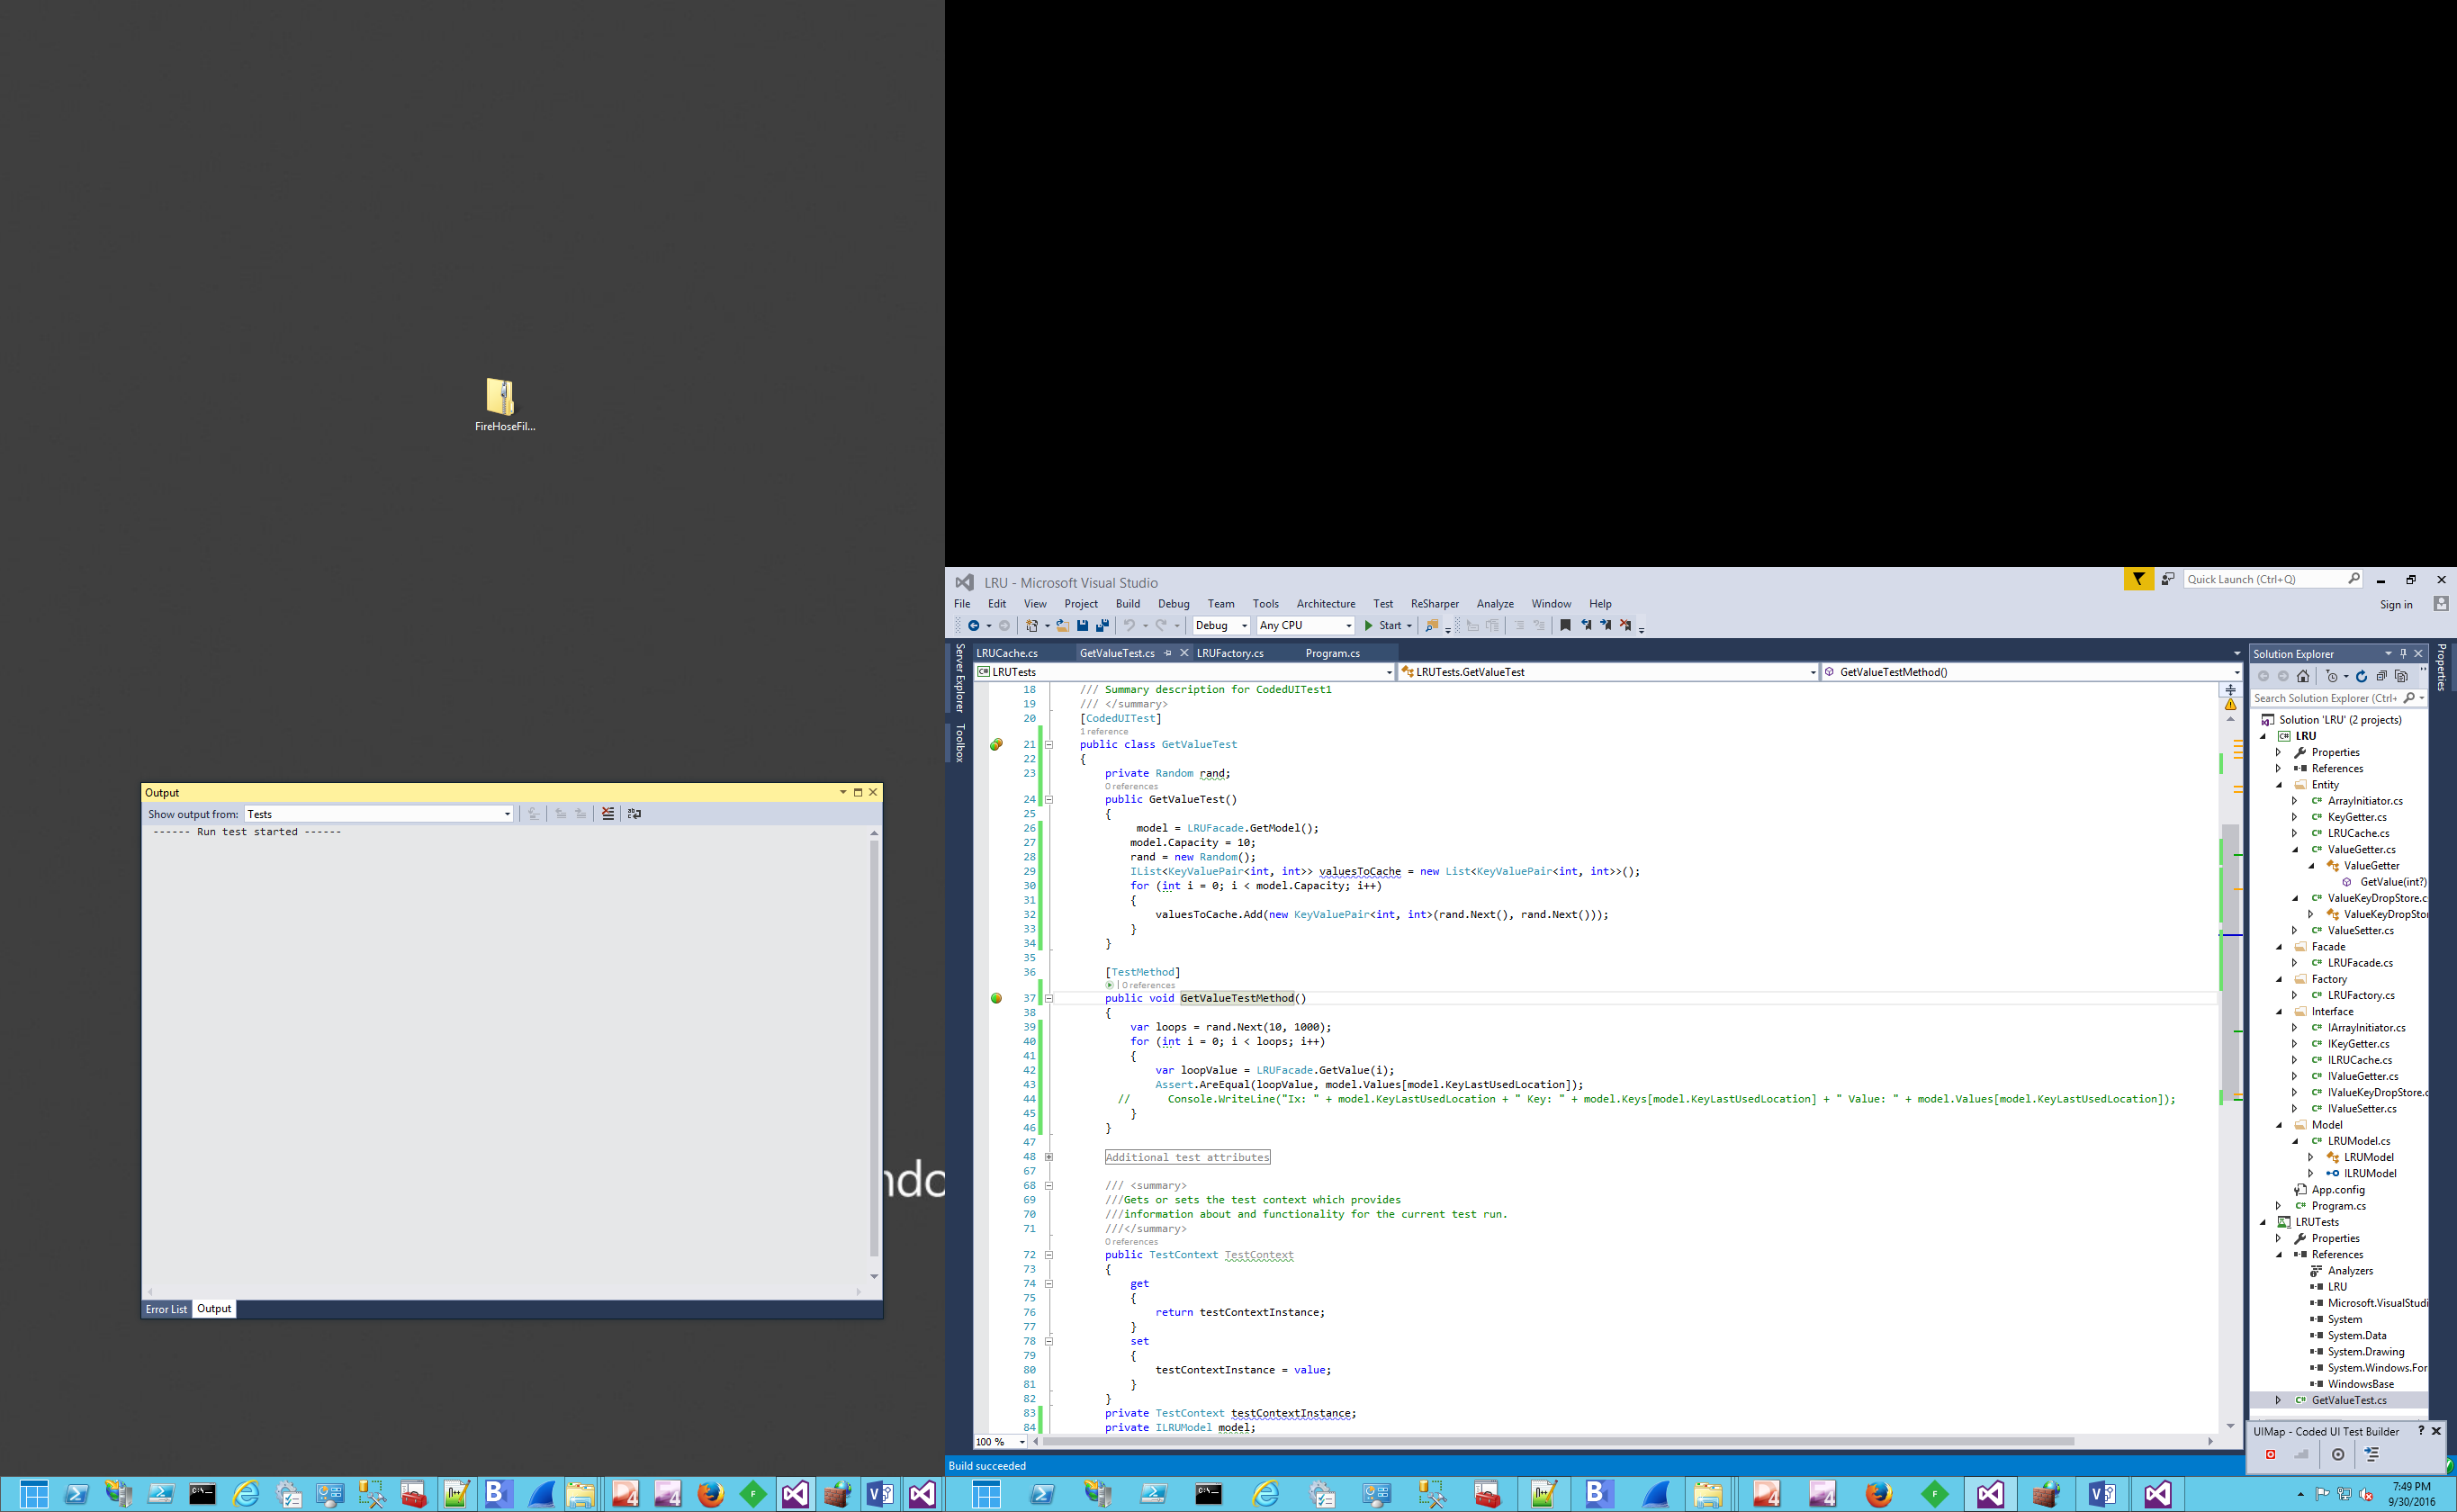 FireHoseFil...
Output
Show output from: Tests
------ Run test started ------
Error List Output
ndo
LRU - Microsoft Visual Studio
Quick Launch (Ctrl+Q)
File Edit View Project Build Debug Team Tools Architecture Test ReSharper Analyze Window Help
Sign in
Debug Any CPU Start
Server Explorer
Toolbox
LRUCache.cs GetValueTest.cs LRUFactory.cs Program.cs
LRUTests LRUTests.GetValueTest GetValueTestMethod()
18 /// Summary description for CodedUITest1
19 /// </summary>
20 [CodedUITest]
1 reference
21 public class GetValueTest
22 {
23 private Random rand;
0 references
24 public GetValueTest()
25 {
26 model = LRUFacade.GetModel();
27 model.Capacity = 10;
28 rand = new Random();
29 IList<KeyValuePair<int, int>> valuesToCache = new List<KeyValuePair<int, int>>();
30 for (int i = 0; i < model.Capacity; i++)
31 {
32 valuesToCache.Add(new KeyValuePair<int, int>(rand.Next(), rand.Next()));
33 }
34 }
35
36 [TestMethod]
| 0 references
37 public void GetValueTestMethod()
38 {
39 var loops = rand.Next(10, 1000);
40 for (int i = 0; i < loops; i++)
41 {
42 var loopValue = LRUFacade.GetValue(i);
43 Assert.AreEqual(loopValue, model.Values[model.KeyLastUsedLocation]);
44 // Console.WriteLine("Ix: " + model.KeyLastUsedLocation + " Key: " + model.Keys[model.KeyLastUsedLocation] + " Value: " + model.Values[model.KeyLastUsedLocation]);
45 }
46 }
47
48 Additional test attributes
67
68 /// <summary>
69 ///Gets or sets the test context which provides
70 ///information about and functionality for the current test run.
71 ///</summary>
0 references
72 public TestContext TestContext
73 {
74 get
75 {
76 return testContextInstance;
77 }
78 set
79 {
80 testContextInstance = value;
81 }
82 }
83 private TestContext testContextInstance;
84 private ILRUModel model;
100 %
Build succeeded
Solution Explorer
Properties
Search Solution Explorer (Ctrl+
Solution 'LRU' (2 projects)
LRU
Properties
References
Entity
ArrayInitiator.cs
KeyGetter.cs
LRUCache.cs
ValueGetter.cs
ValueGetter
GetValue(int?)
ValueKeyDropStore.c
ValueKeyDropStor
ValueSetter.cs
Facade
LRUFacade.cs
Factory
LRUFactory.cs
Interface
IArrayInitiator.cs
IKeyGetter.cs
ILRUCache.cs
IValueGetter.cs
IValueKeyDropStore.c
IValueSetter.cs
Model
LRUModel.cs
LRUModel
ILRUModel
App.config
Program.cs
LRUTests
Properties
References
Analyzers
LRU
Microsoft.VisualStudi
System
System.Data
System.Drawing
System.Windows.For
WindowsBase
GetValueTest.cs
UIMap - Coded UI Test Builder
7:49 PM
9/30/2016